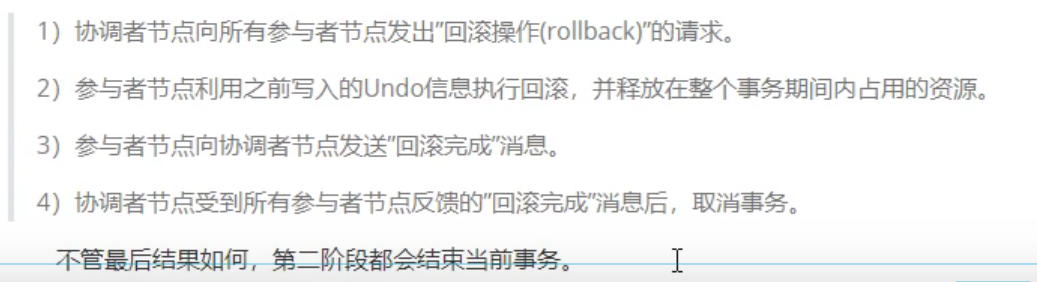 1）协调者节点向所有参与者节点发出”回滚操作(rollback)”的请求。
2）参与者节点利用之前写入的Undo信息执行回滚，并释放在整个事务期间内占用的资源。
3）参与者节点向协调者节点发送”回滚完成”消息。
4）协调者节点受到所有参与者节点反馈的”回滚完成”消息后，取消事务。
不管最后结果如何，第二阶段都会结束当前事务。